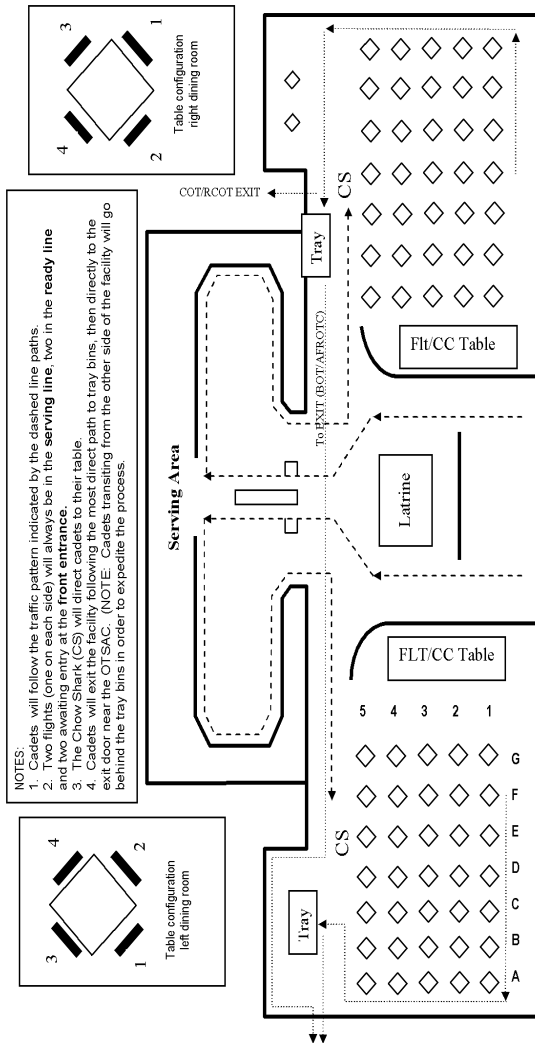 NOTES:
1. Cadets will follow the traffic pattern indicated by the dashed line paths.
2. Two flights (one on each side) will always be in the serving line, two in the ready line
and two awaiting entry at the front entrance.
3. The Chow Shark (CS) will direct cadets to their table.
4. Cadets will exit the facility following the most direct path to tray bins, then directly to the
exit door near the OTSAC. (NOTE: Cadets transiting from the other side of the facility will go
behind the tray bins in order to expedite the process.
3
4
1
2
Table configuration
left dining room
4
3
2
1
Table configuration
right dining room
Serving Area
COT/RCOT EXIT
Tray
Tray
To EXIT (BOT/AFROTC)
CS
CS
FLT/CC Table
Latrine
Flt/CC Table
5
4
3
2
1
A
B
C
D
E
F
G